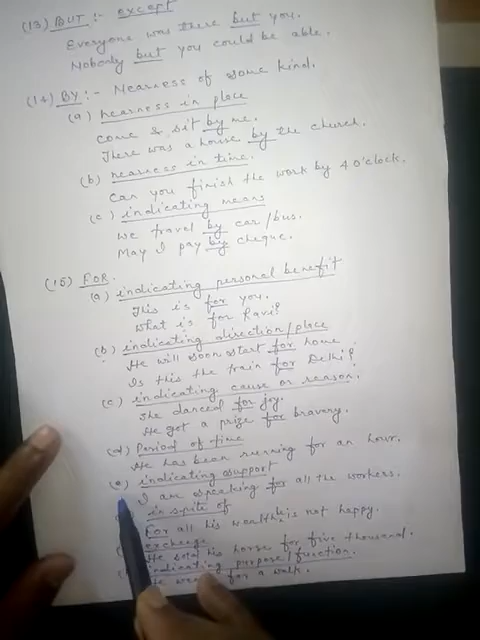 (13) BUT :- except
Everyone was there but you.
Nobody but you could be able.
(14) BY :- Nearness of some kind.
(a) nearness in place
Come & sit by me.
There was a house by the church.
(b) nearness in time.
Can you finish the work by 4 o'clock.
(c) indicating means
We travel by car/bus.
May I pay by cheque.
(15) FOR.
(a) indicating personal benefit
This is for you.
What is for Ravi?
(b) indicating direction/place
He will soon start for home
Is this the train for Delhi?
(c) indicating cause or reason.
She danced for joy.
He got a prize for bravery.
(d) Period of time
He has been running for an hour.
(e) indicating support
I am speaking for all the workers.
in spite of
For all his wealth is not happy.
exchange
He sold his horse for five thousand.
indicating purpose/function.
He went for a walk.